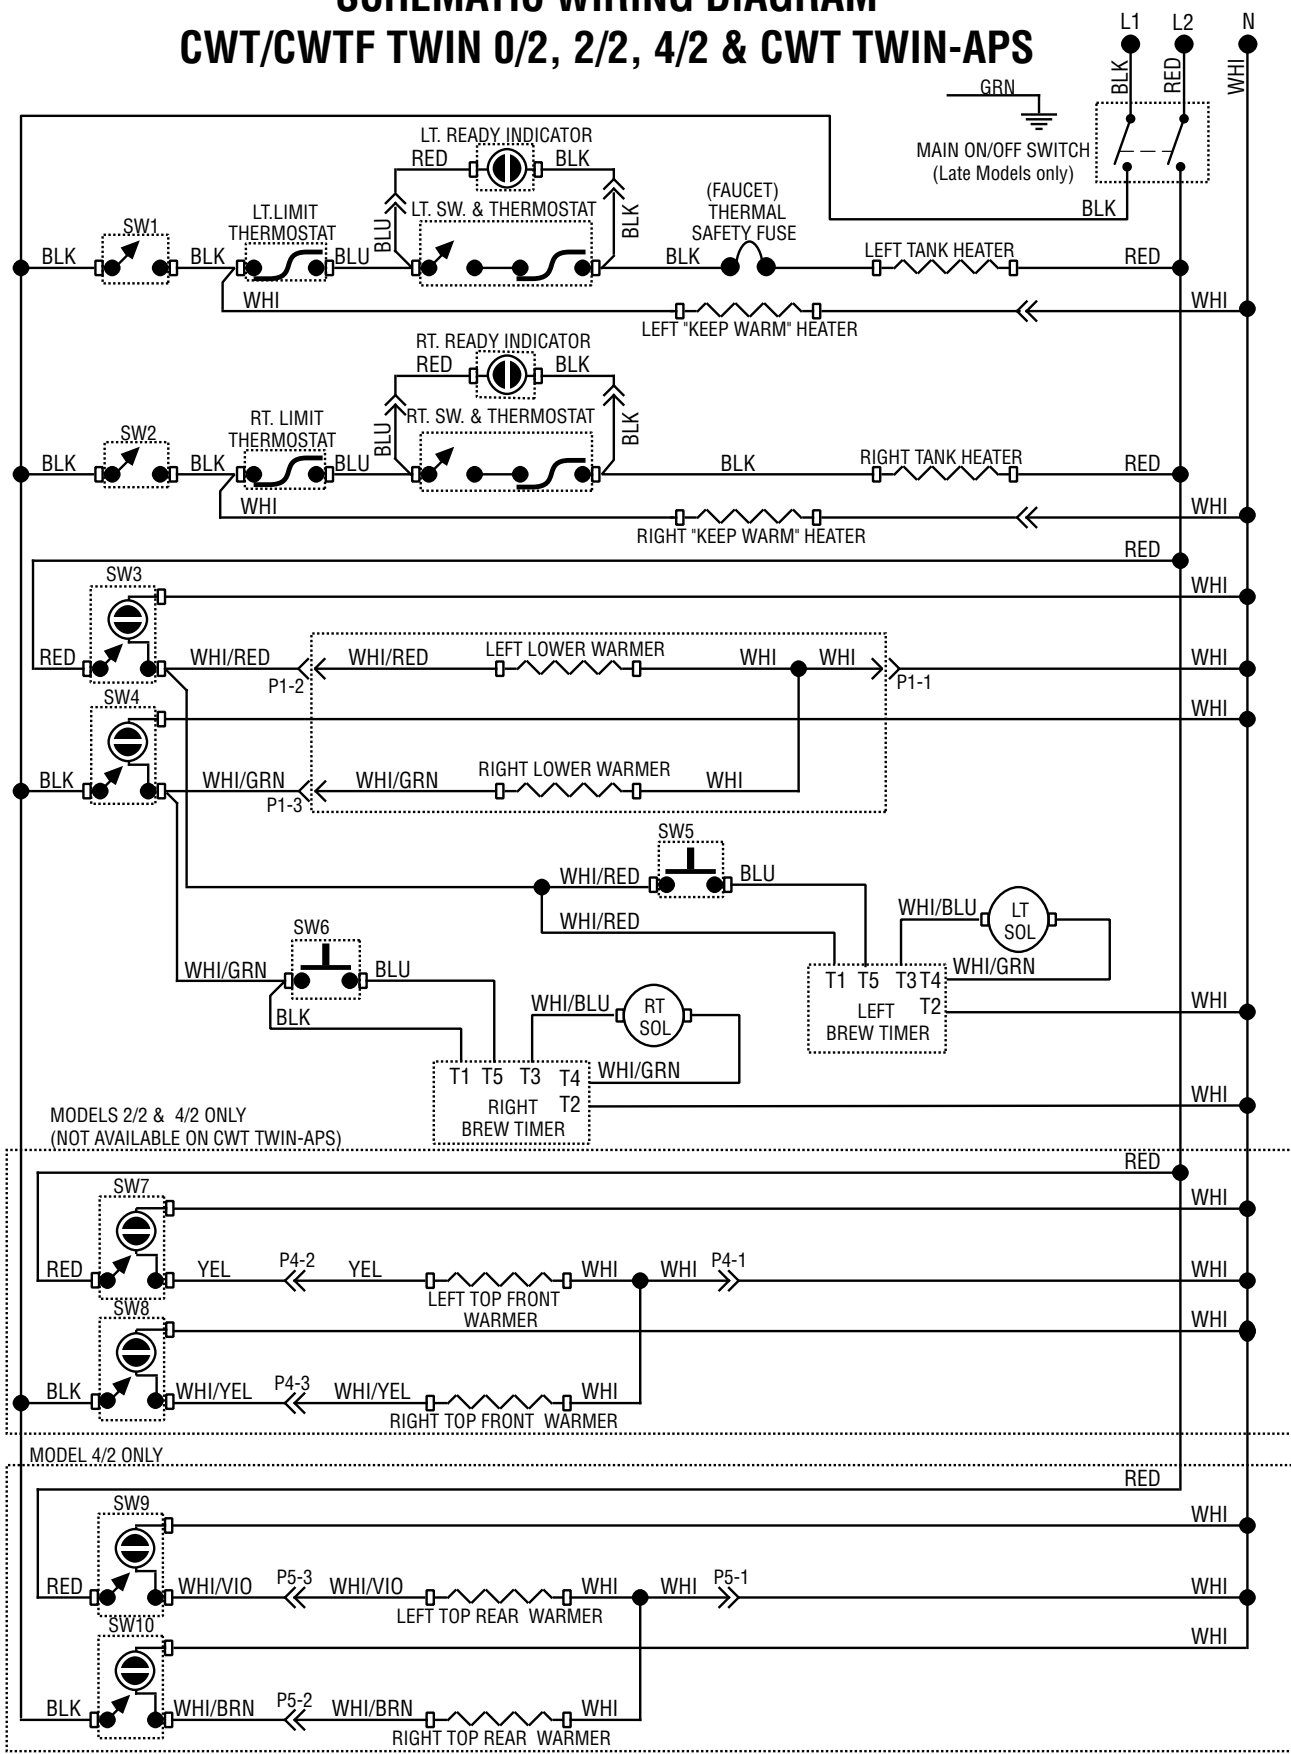 SCHEMATIC WIRING DIAGRAM
CWT/CWTF TWIN 0/2, 2/2, 4/2 & CWT TWIN-APS
L1 L2 N
BLK RED WHI
GRN
MAIN ON/OFF SWITCH
(Late Models only)
BLK
LT. READY INDICATOR
RED BLK
(FAUCET)
THERMAL
SAFETY FUSE
SW1
LT.LIMIT
THERMOSTAT
BLU
LT. SW. & THERMOSTAT
BLK
BLK BLK BLU BLK
LEFT TANK HEATER
RED
WHI
LEFT "KEEP WARM" HEATER
WHI
RT. READY INDICATOR
RED BLK
SW2
RT. LIMIT
THERMOSTAT
BLU
RT. SW. & THERMOSTAT
BLK
BLK BLK BLU BLK
RIGHT TANK HEATER
RED
WHI
RIGHT "KEEP WARM" HEATER
WHI
RED
SW3
WHI
RED WHI/RED
P1-2
WHI/RED
LEFT LOWER WARMER
WHI WHI
P1-1
WHI
SW4
WHI
BLK WHI/GRN
P1-3
WHI/GRN
RIGHT LOWER WARMER
WHI
SW5
WHI/RED BLU
WHI/RED
WHI/BLU
LT
SOL
WHI/GRN
SW6
WHI/GRN BLU
BLK
T1 T5 T3 T4
T2
LEFT
BREW TIMER
WHI
WHI/BLU
RT
SOL
WHI/GRN
T1 T5 T3 T4
T2
RIGHT
BREW TIMER
WHI
MODELS 2/2 & 4/2 ONLY
(NOT AVAILABLE ON CWT TWIN-APS)
RED
SW7
WHI
RED YEL P4-2 YEL
LEFT TOP FRONT
WARMER
WHI WHI P4-1 WHI
SW8
WHI
BLK WHI/YEL P4-3 WHI/YEL WHI
RIGHT TOP FRONT WARMER
MODEL 4/2 ONLY
RED
SW9
WHI
RED WHI/VIO P5-3 WHI/VIO WHI WHI P5-1 WHI
LEFT TOP REAR WARMER
SW10
WHI
BLK WHI/BRN P5-2 WHI/BRN WHI
RIGHT TOP REAR WARMER